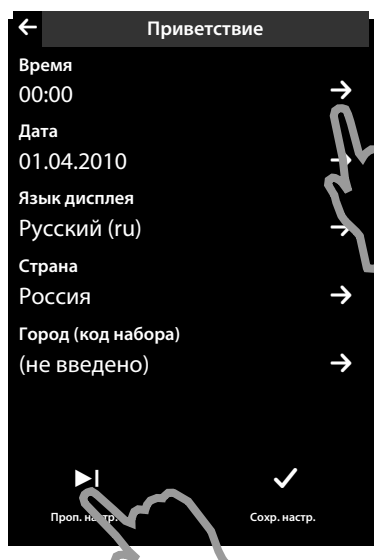 Приветствие
Время
00:00
Дата
01.04.2010
Язык дисплея
Русский (ru)
Страна
Россия
Город (код набора)
(не введено)
Проп. настр.
Сохр. настр.